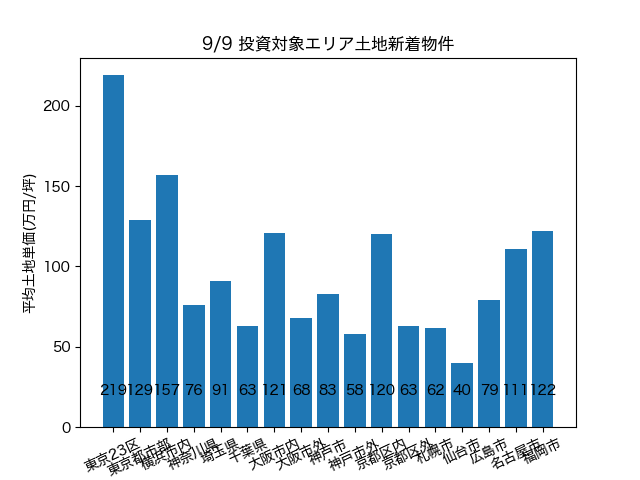 9/9 投資対象エリア土地新着物件
平均土地単価(万円/坪)
200
150
100
50
0
219 129 157 76 91 63 121 68 83 58 120 63 62 40 79 111 122
東京23区
東京都市部
横浜市内
神奈川県
埼玉県
千葉県
大阪市内
大阪市外
神戸市
神戸市外
京都区内
京都区外
札幌市
仙台市
広島市
名古屋市
福岡市